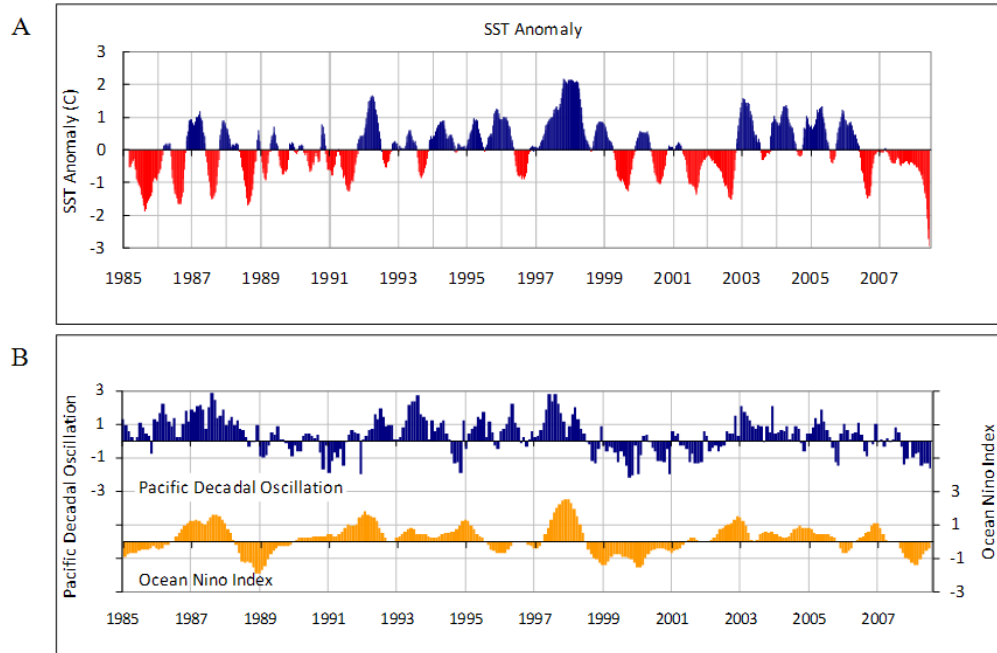 A
SST Anomaly
SST Anomaly (C)
3
2
1
0
-1
-2
-3
1985 1987 1989 1991 1993 1995 1997 1999 2001 2003 2005 2007
B
Pacific Decadal Oscillation
3
1
-1
-3
Pacific Decadal Oscillation
Ocean Nino Index
3
1
-1
-3
Ocean Nino Index
1985 1987 1989 1991 1993 1995 1997 1999 2001 2003 2005 2007